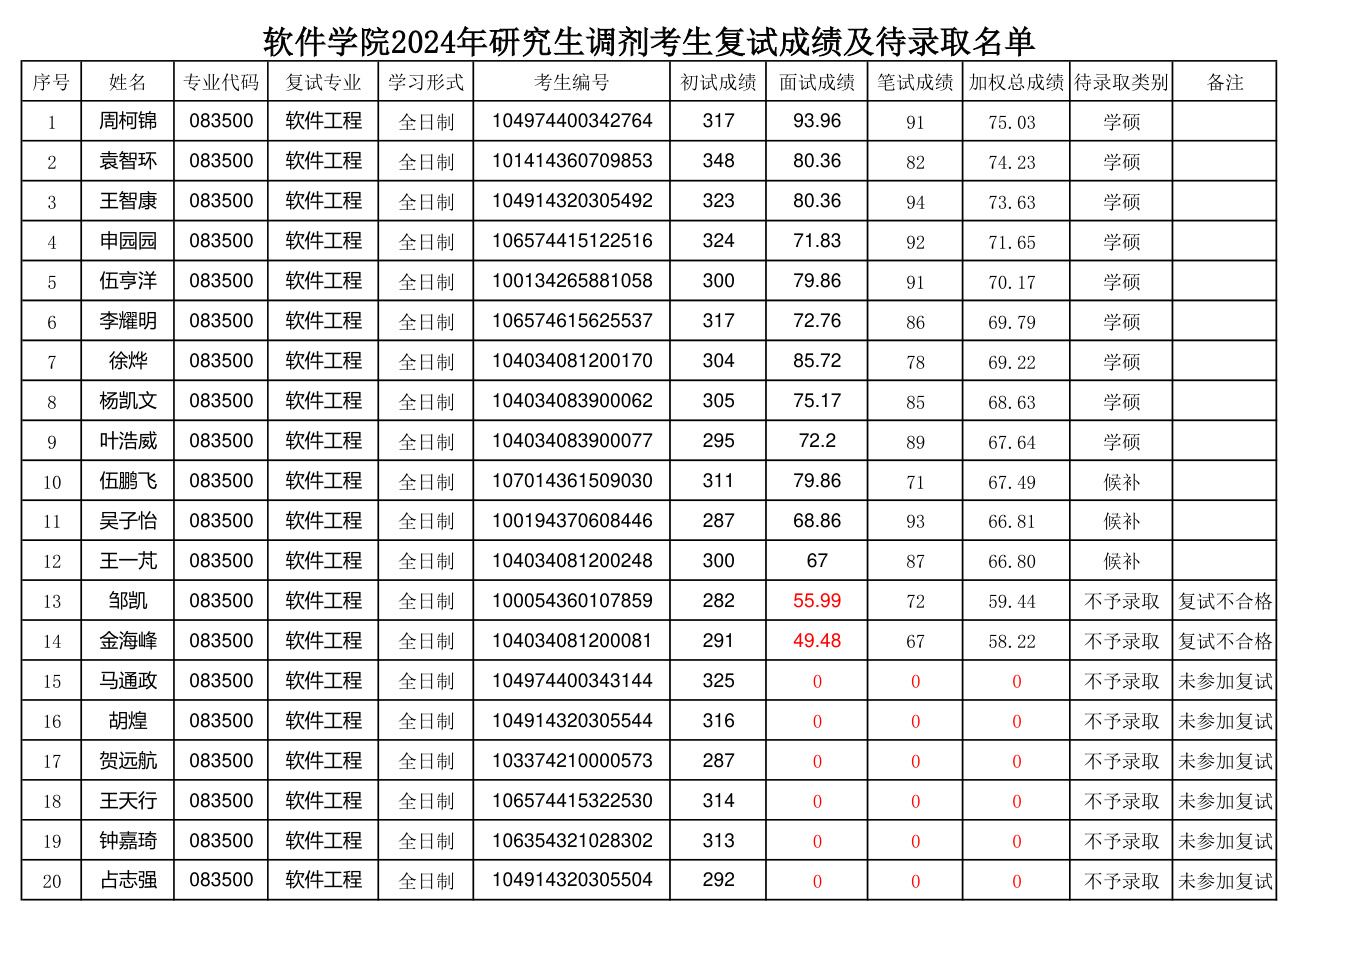 软件学院2024年研究生调剂考生复试成绩及待录取名单
序号 姓名 专业代码 复试专业 学习形式 考生编号 初试成绩 面试成绩 笔试成绩 加权总成绩 待录取类别 备注
1 周柯锦 083500 软件工程 全日制 104974400342764 317 93.96 91 75.03 学硕
2 袁智环 083500 软件工程 全日制 101414360709853 348 80.36 82 74.23 学硕
3 王智康 083500 软件工程 全日制 104914320305492 323 80.36 94 73.63 学硕
4 申园园 083500 软件工程 全日制 106574415122516 324 71.83 92 71.65 学硕
5 伍亨洋 083500 软件工程 全日制 100134265881058 300 79.86 91 70.17 学硕
6 李耀明 083500 软件工程 全日制 106574615625537 317 72.76 86 69.79 学硕
7 徐烨 083500 软件工程 全日制 104034081200170 304 85.72 78 69.22 学硕
8 杨凯文 083500 软件工程 全日制 104034083900062 305 75.17 85 68.63 学硕
9 叶浩威 083500 软件工程 全日制 104034083900077 295 72.2 89 67.64 学硕
10 伍鹏飞 083500 软件工程 全日制 107014361509030 311 79.86 71 67.49 候补
11 吴子怡 083500 软件工程 全日制 100194370608446 287 68.86 93 66.81 候补
12 王一芃 083500 软件工程 全日制 104034081200248 300 67 87 66.80 候补
13 邹凯 083500 软件工程 全日制 100054360107859 282 55.99 72 59.44 不予录取 复试不合格
14 金海峰 083500 软件工程 全日制 104034081200081 291 49.48 67 58.22 不予录取 复试不合格
15 马通政 083500 软件工程 全日制 104974400343144 325 0 0 0 不予录取 未参加复试
16 胡煌 083500 软件工程 全日制 104914320305544 316 0 0 0 不予录取 未参加复试
17 贺远航 083500 软件工程 全日制 103374210000573 287 0 0 0 不予录取 未参加复试
18 王天行 083500 软件工程 全日制 106574415322530 314 0 0 0 不予录取 未参加复试
19 钟嘉琦 083500 软件工程 全日制 106354321028302 313 0 0 0 不予录取 未参加复试
20 占志强 083500 软件工程 全日制 104914320305504 292 0 0 0 不予录取 未参加复试